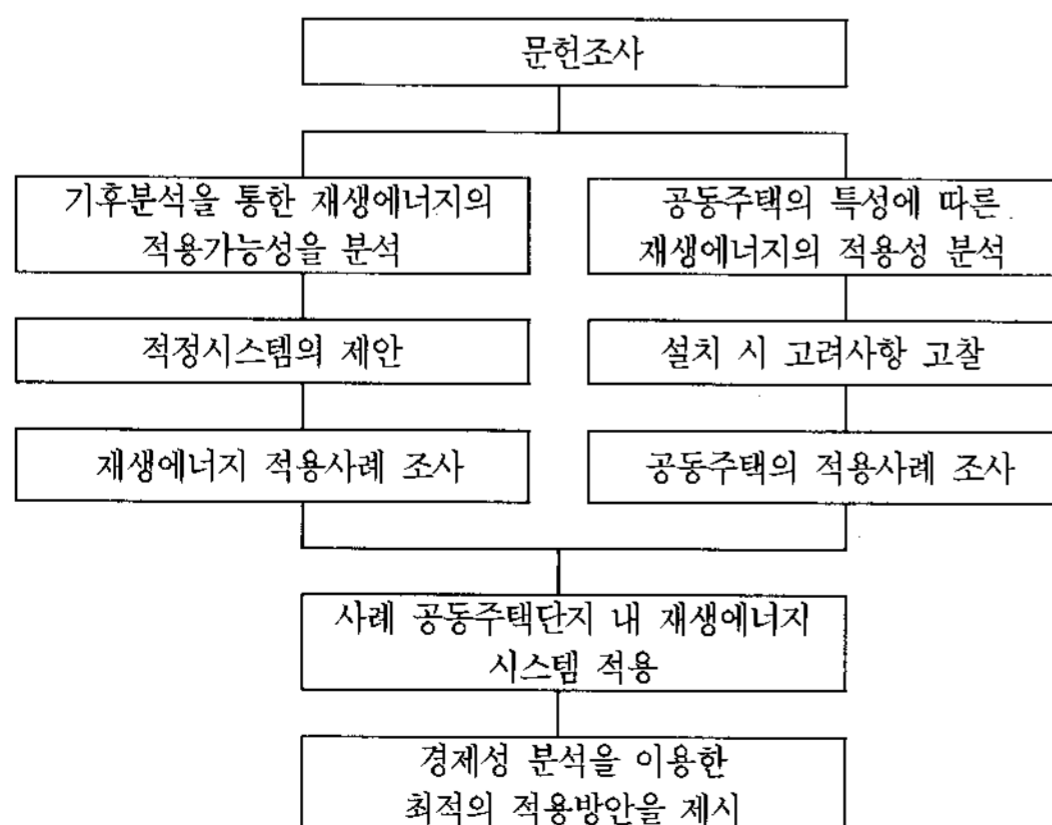 문헌조사
기후분석을 통한 재생에너지의
적용가능성을 분석
공동주택의 특성에 따른
재생에너지의 적용성 분석
적정시스템의 제안
설치 시 고려사항 고찰
재생에너지 적용사례 조사
공동주택의 적용사례 조사
사례 공동주택단지 내 재생에너지
시스템 적용
경제성 분석을 이용한
최적의 적용방안을 제시